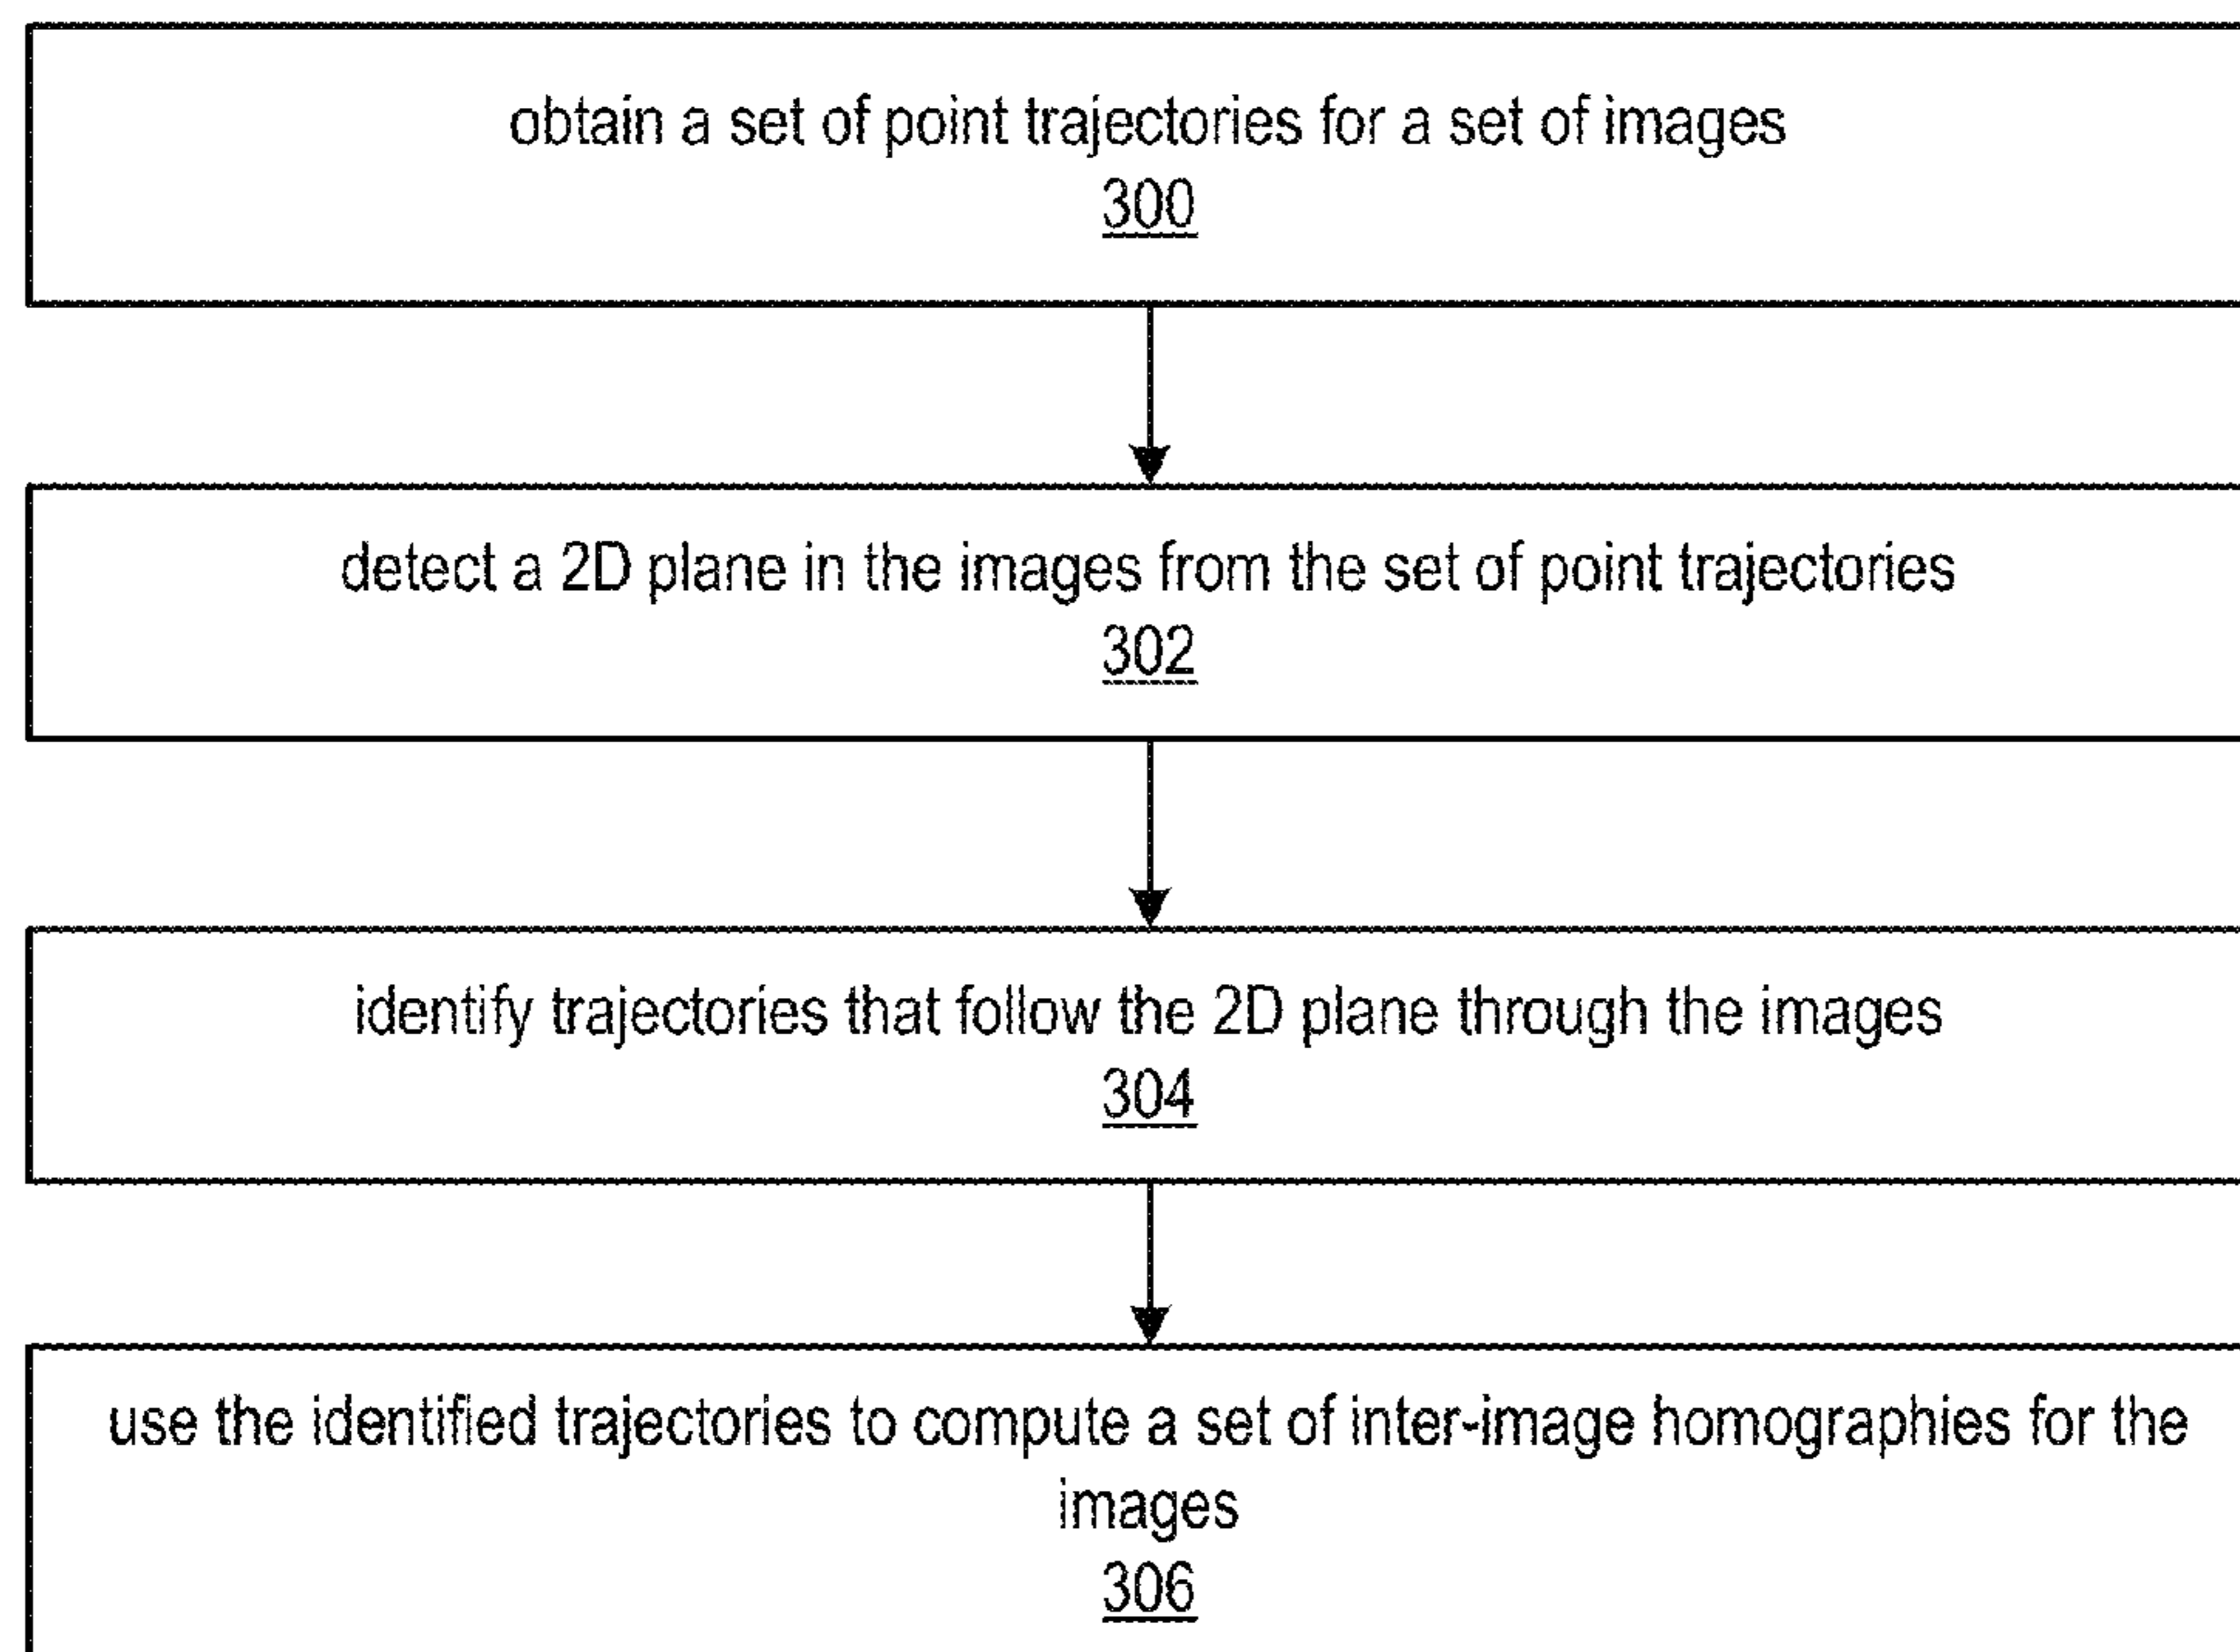 obtain a set of point trajectories for a set of images
300
detect a 2D plane in the images from the set of point trajectories
302
identify trajectories that follow the 2D plane through the images
304
use the identified trajectories to compute a set of inter-image homographies for the
images
306